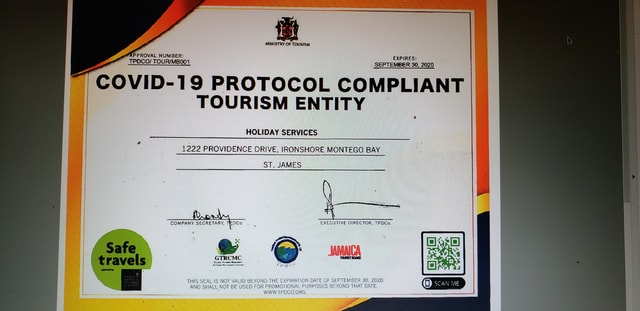 MINISTRY OF TOURISM
APPROVAL NUMBER:
TPDCO/ TOUR/MB001
EXPIRES:
SEPTEMBER 30, 2020
COVID-19 PROTOCOL COMPLIANT
TOURISM ENTITY
HOLIDAY SERVICES
1222 PROVIDENCE DRIVE, IRONSHORE MONTEGO BAY
ST. JAMES
COMPANY SECRETARY, TPDCo
EXECUTIVE DIRECTOR, TPDCo
Safe
travels
GTRCMC
JAMAICA
TOURIST BOARD
SCAN ME
THIS SEAL IS NOT VALID BEYOND THE EXPIRATION DATE OF SEPTEMBER 30, 2020
AND SHALL NOT BE USED FOR PROMOTIONAL PURPOSES BEYOND THAT DATE.
WWW.TPDCO.ORG